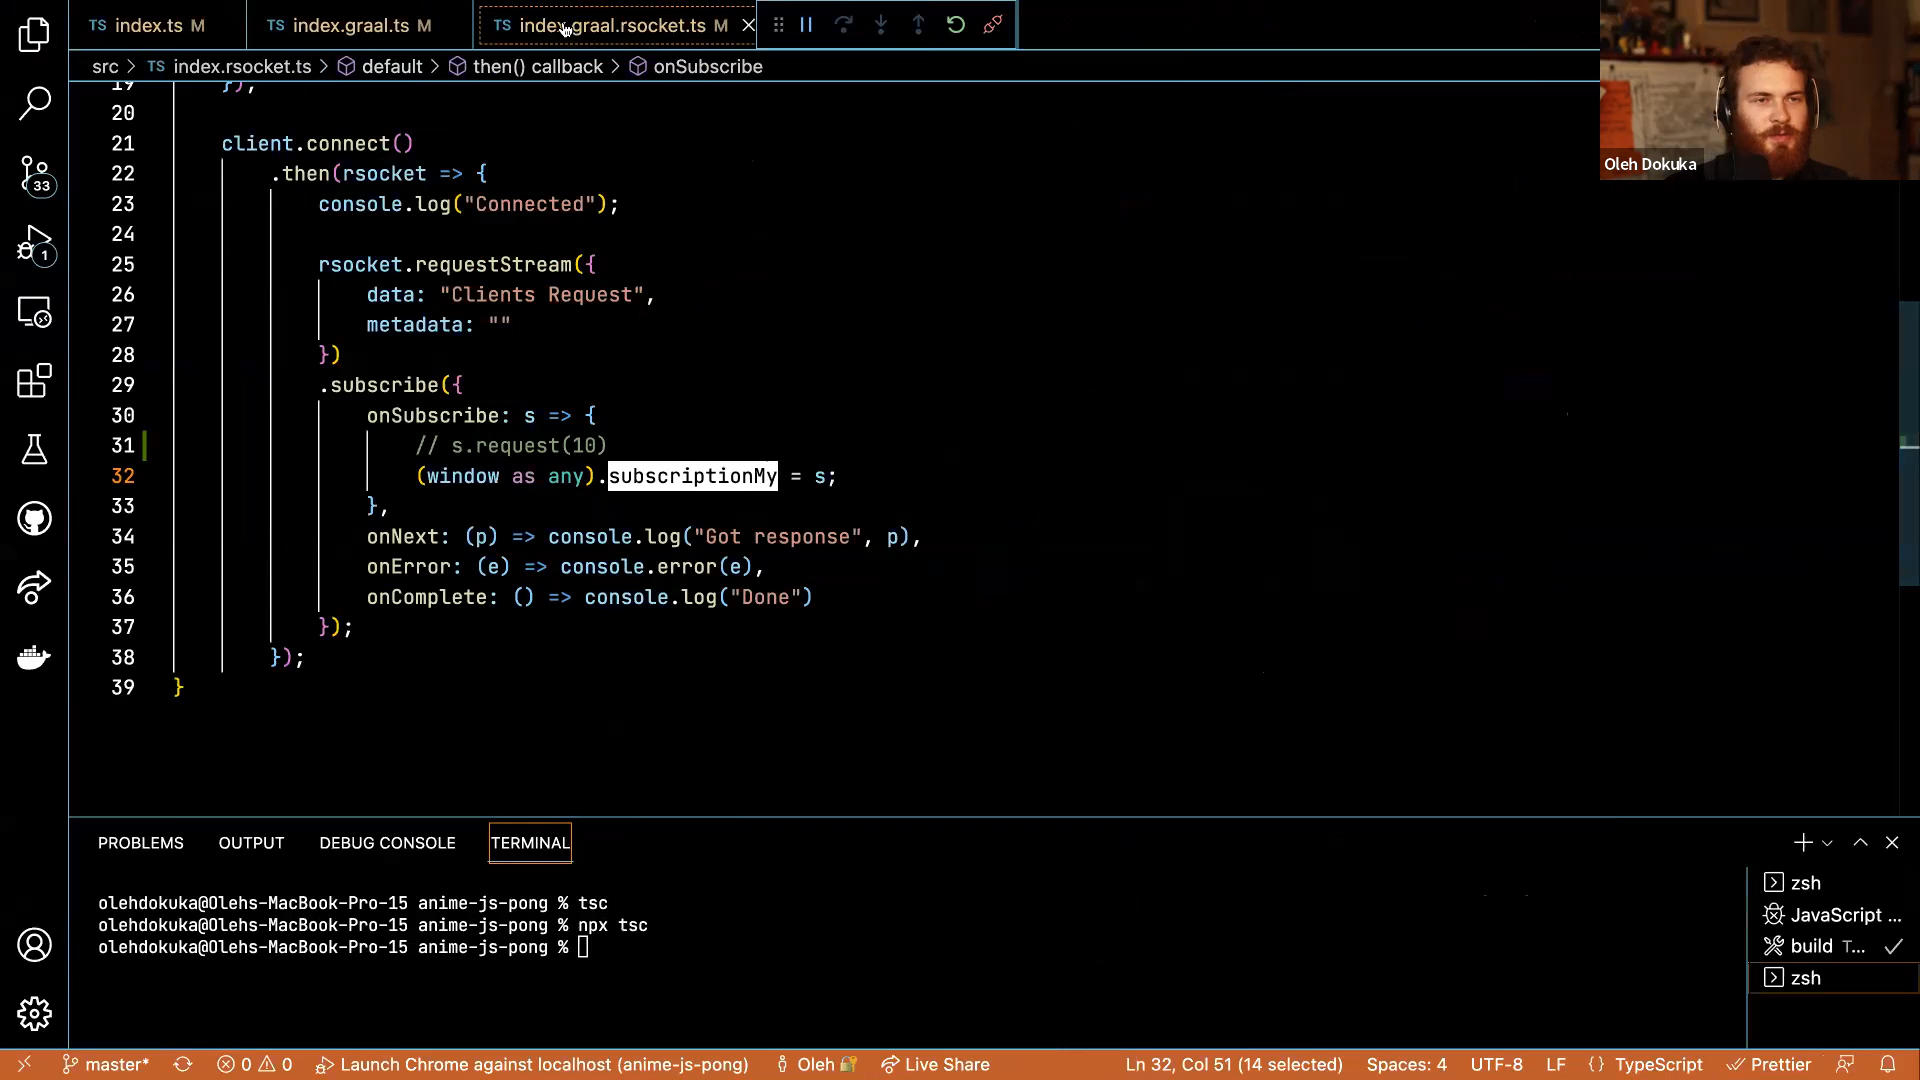 TS index.ts M
TS index.graal.ts M
TS index.graal.rsocket.ts M
src > TS index.rsocket.ts > default > then() callback > onSubscribe
19 });
20
21 client.connect()
22 .then(rsocket => {
23 console.log("Connected");
24
25 rsocket.requestStream({
26 data: "Clients Request",
27 metadata: ""
28 })
29 .subscribe({
30 onSubscribe: s => {
31 // s.request(10)
32 (window as any).subscriptionMy = s;
33 },
34 onNext: (p) => console.log("Got response", p),
35 onError: (e) => console.error(e),
36 onComplete: () => console.log("Done")
37 });
38 });
39 }
Oleh Dokuka
33
1
PROBLEMS OUTPUT DEBUG CONSOLE TERMINAL
olehdokuka@Olehs-MacBook-Pro-15 anime-js-pong % tsc
olehdokuka@Olehs-MacBook-Pro-15 anime-js-pong % npx tsc
olehdokuka@Olehs-MacBook-Pro-15 anime-js-pong %
zsh
JavaScript ...
build T...
zsh
master* 0 0 Launch Chrome against localhost (anime-js-pong) Oleh Live Share Ln 32, Col 51 (14 selected) Spaces: 4 UTF-8 LF {} TypeScript Prettier